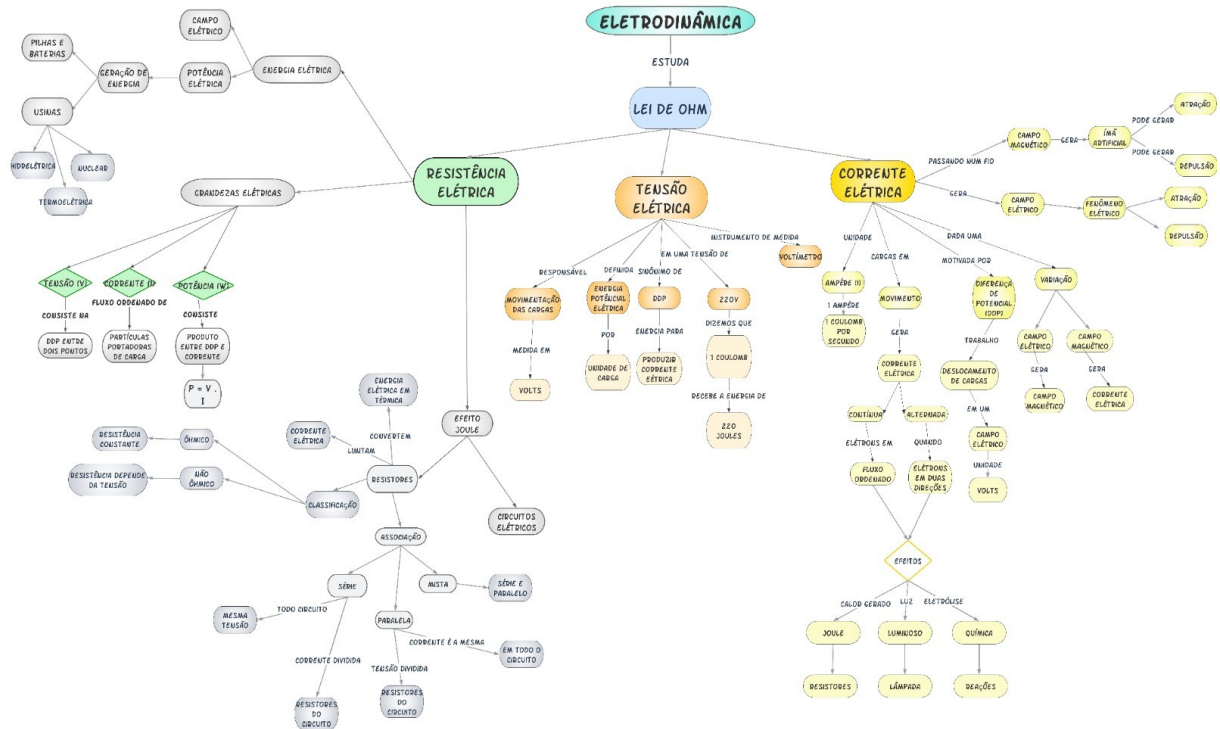 ELETRODINÂMICA
ESTUDA
LEI DE OHM
CAMPO
ELÉTRICO
PILHAS E
BATERIAS
GERAÇÃO DE
ENERGIA
POTÊNCIA
ELÉTRICA
ENERGIA ELÉTRICA
USINAS
HIDRELÉTRICA
NUCLEAR
TERMOELÉTRICA
RESISTÊNCIA
ELÉTRICA
GRANDEZAS ELÉTRICAS
TENSÃO (V)
CORRENTE (I)
POTÊNCIA (W)
CONSISTE NA
FLUXO ORDENADO DE
CONSISTE
DDP ENTRE
DOIS PONTOS
PARTÍCULAS
PORTADORAS
DE CARGA
PRODUTO
ENTRE DDP E
CORRENTE
P = V .
I
EFEITO
JOULE
ENERGIA
ELÉTRICA EM
TÉRMICA
CONVERTEM
CORRENTE
ELÉTRICA
LIMITAM
RESISTORES
RESISTÊNCIA
CONSTANTE
ÔHMICO
RESISTÊNCIA DEPENDE
DA TENSÃO
NÃO
ÔHMICO
CLASSIFICAÇÃO
CIRCUITOS
ELÉTRICOS
ASSOCIAÇÃO
SÉRIE
MISTA
SÉRIE E
PARALELO
TODO CIRCUITO
MESMA
TENSÃO
PARALELA
CORRENTE É A MESMA
EM TODO O
CIRCUITO
CORRENTE DIVIDIDA
TENSÃO DIVIDIDA
RESISTORES
DO
CIRCUITO
RESISTORES
DO CIRCUITO
TENSÃO
ELÉTRICA
INSTRUMENTO DE MEDIDA
VOLTÍMETRO
RESPONSÁVEL
DEFINIDA
SINÔNIMO DE
EM UMA TENSÃO DE
MOVIMENTAÇÃO
DAS CARGAS
ENERGIA
POTÊNCIAL
ELÉTRICA
DDP
220V
MEDIDA EM
POR
ENERGIA PARA
DIZEMOS QUE
VOLTS
UNIDADE DE
CARGA
PRODUZIR
CORRENTE
EÉTRICA
1 COULOMB
RECEBE A ENERGIA DE
220
JOULES
CORRENTE
ELÉTRICA
PASSANDO NUM FIO
CAMPO
MAGNÉTICO
GERA
ÍMÃ
ARTIFICIAL
PODE GERAR
ATRAÇÃO
PODE GERAR
REPULSÃO
GERA
CAMPO
ELÉTRICO
FENÔMENO
ELÉTRICO
ATRAÇÃO
REPULSÃO
UNIDADE
CARGAS EM
MOTIVADA POR
DADA UMA
AMPÈRE (I)
1 AMPÈRE
1 COULOMB
POR
SEGUNDO
MOVIMENTO
GERA
CORRENTE
ELÉTRICA
DIFERENÇA
DE
POTENCIAL
(DDP)
TRABALHO
DESLOCAMENTO
DE CARGAS
EM UM
CAMPO
ELÉTRICO
UNIDADE
VOLTS
VARIAÇÃO
CAMPO
ELÉTRICO
CAMPO
MAGNÉTICO
GERA
GERA
CAMPO
MAGNÉTICO
CORRENTE
ELÉTRICA
CONTÍNUA
ALTERNADA
ELÉTRONS EM
QUANDO
FLUXO
ORDENADO
ELÉTRONS
EM DUAS
DIREÇÕES
EFEITOS
CALOR GERADO
LUZ
ELETRÓLISE
JOULE
LUMINOSO
QUÍMICA
RESISTORES
LÂMPADA
REAÇÕES